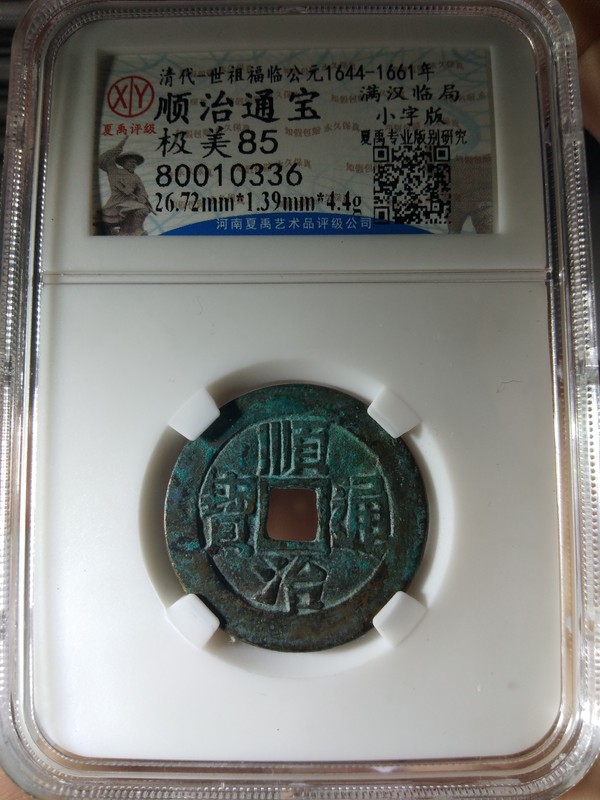 清代-世祖福临公元1644-1661年
XY
夏禹评级
顺治通宝
满汉临局
小字版
极美85
夏禹专业版别研究
80010336
26.72mm*1.39mm*4.4g
河南夏禹艺术品评级公司
順
治
通
寶